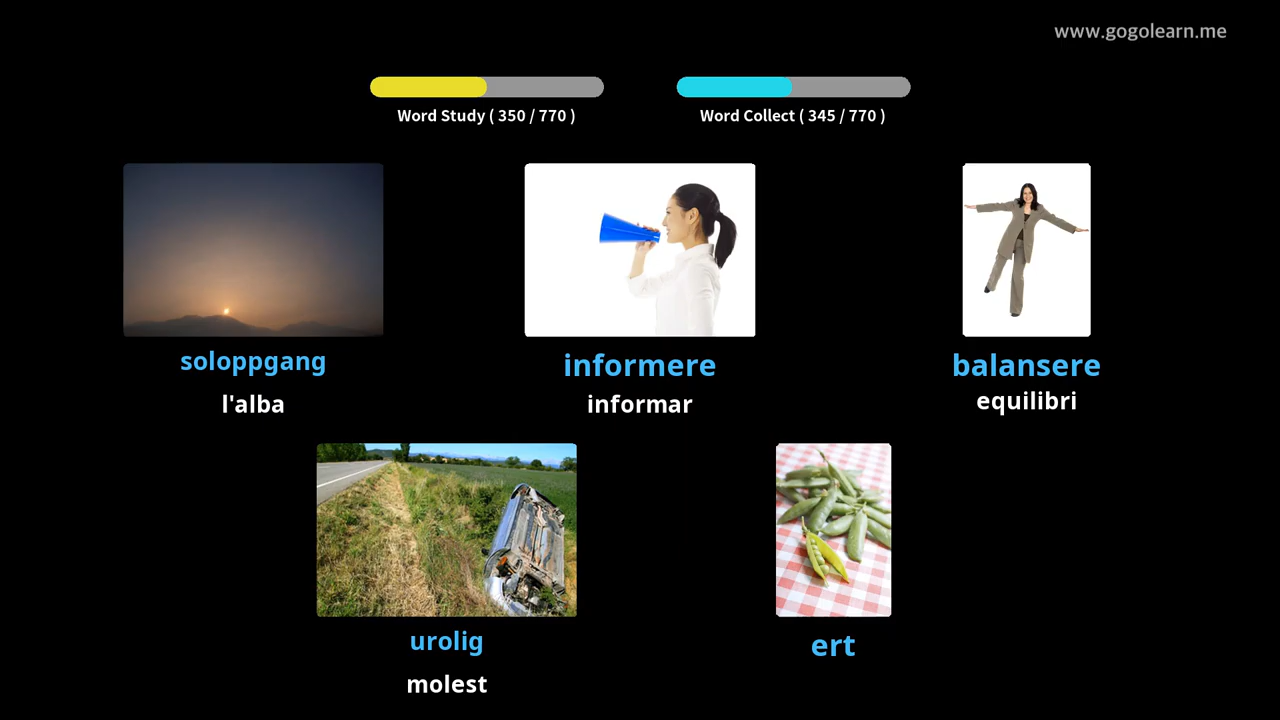 www.gogolearn.me
Word Study ( 350 / 770 )
Word Collect ( 345 / 770 )
soloppgang
l'alba
informere
informar
balansere
equilibri
urolig
molest
ert